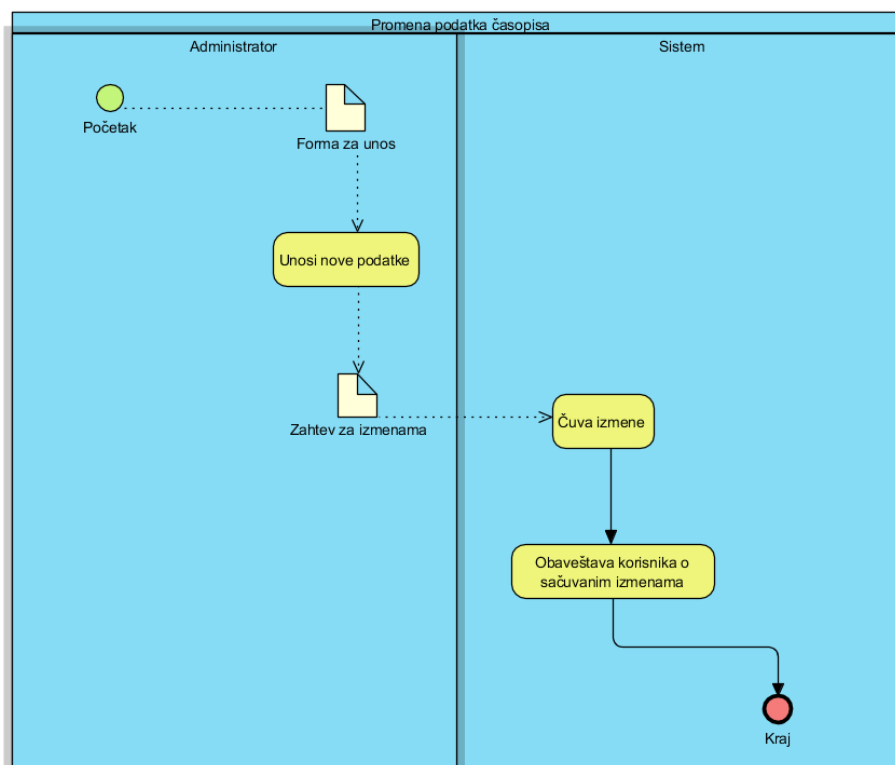 Promena podatka časopisa
Administrator
Sistem
Početak
Forma za unos
Unosi nove podatke
Zahtev za izmenama
Čuva izmene
Obaveštava korisnika o
sačuvanim izmenama
Kraj